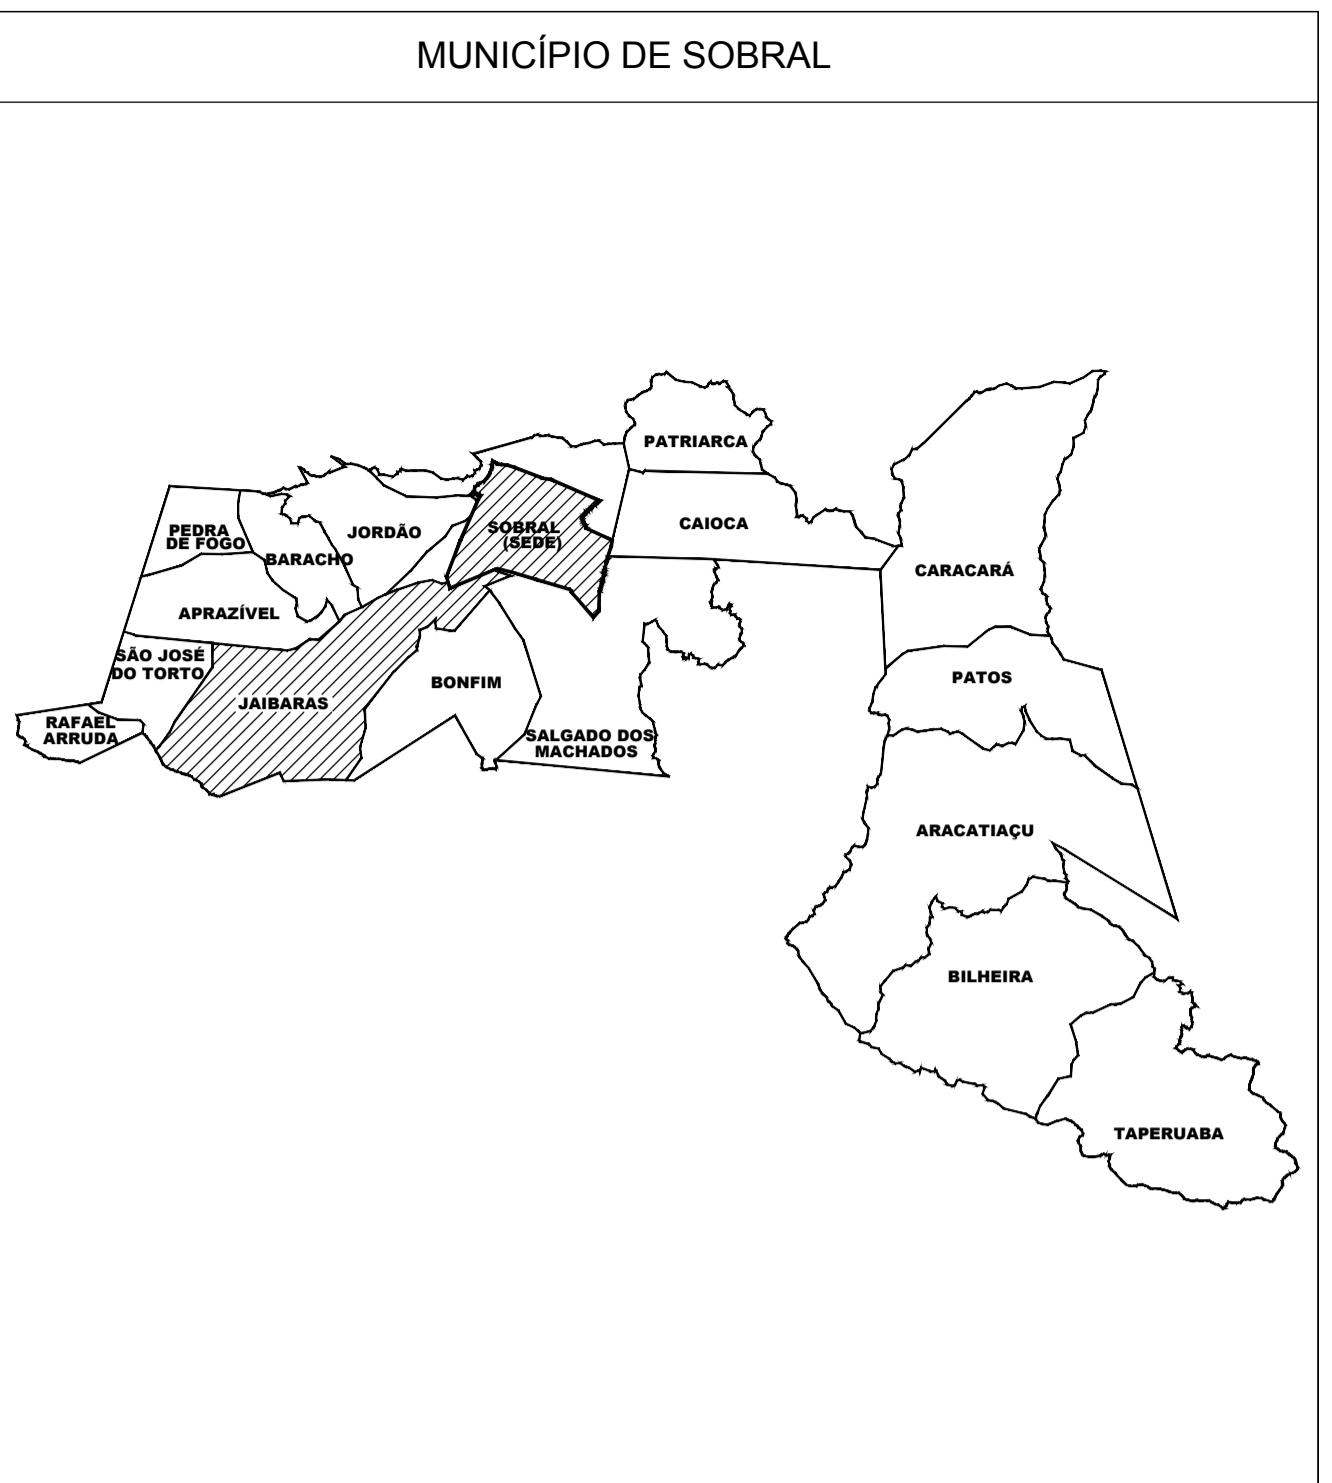 MUNICÍPIO DE SOBRAL
PATRIARCA
CAIOCA
SOBRAL
(SEDE)
JORDÃO
PEDRA
DE FOGO
BARACHO
APRAZÍVEL
SÃO JOSÉ
DO TORTO
RAFAEL
ARRUDA
JAIBARAS
BONFIM
SALGADO DOS
MACHADOS
CARACARÁ
PATOS
ARACATIAÇU
BILHEIRA
TAPERUABA